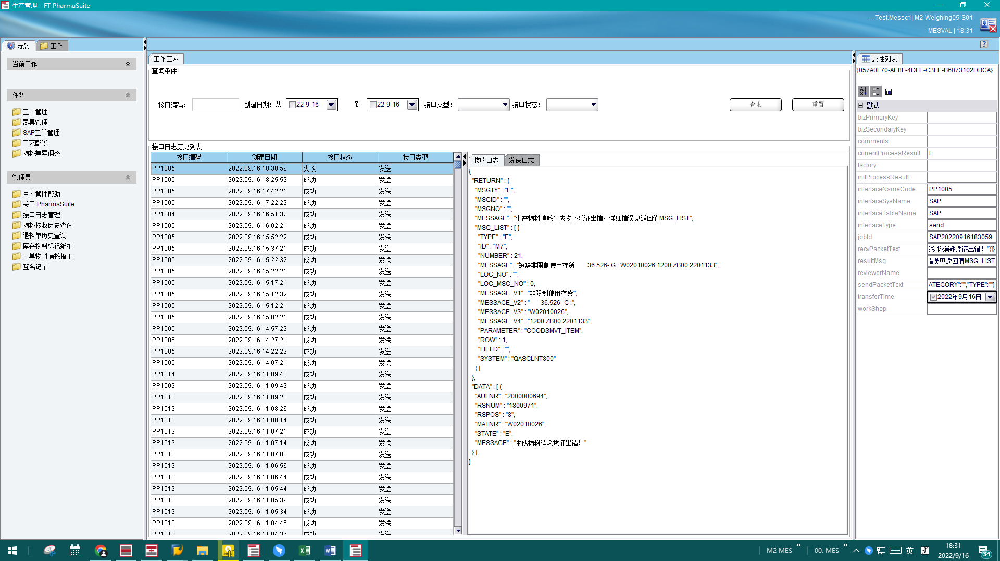 生产管理 - FT PharmaSuite
---Test.Messc1| M2-Weighing05-S01
MESVAL | 18:31
导航
工作
当前工作
任务
工单管理
器具管理
SAP工单管理
工艺配置
物料差异调整
管理员
生产管理帮助
关于 PharmaSuite
接口日志管理
物料接收历史查询
退料单历史查询
库存物料标记维护
工单物料消耗报工
签名记录
工作区域
查询条件
接口编码：
创建日期：从 22-9-16 到 22-9-16 接口类型： 接口状态： 查询 重置
接口日志历史列表
接口编码 创建日期 接口状态 接口类型
PP1005 2022.09.16 18:30:59 失败 发送
PP1005 2022.09.16 18:25:59 成功 发送
PP1005 2022.09.16 17:42:21 成功 发送
PP1005 2022.09.16 17:22:22 成功 发送
PP1004 2022.09.16 16:51:37 成功 发送
PP1005 2022.09.16 16:02:21 成功 发送
PP1005 2022.09.16 15:52:22 成功 发送
PP1005 2022.09.16 15:37:21 成功 发送
PP1005 2022.09.16 15:22:32 成功 发送
PP1005 2022.09.16 15:22:21 成功 发送
PP1005 2022.09.16 15:17:21 成功 发送
PP1005 2022.09.16 15:12:32 成功 发送
PP1005 2022.09.16 15:12:21 成功 发送
PP1005 2022.09.16 15:02:21 成功 发送
PP1005 2022.09.16 14:57:23 成功 发送
PP1005 2022.09.16 14:27:21 成功 发送
PP1005 2022.09.16 14:22:22 成功 发送
PP1005 2022.09.16 14:07:21 成功 发送
PP1014 2022.09.16 11:09:43 成功 发送
PP1002 2022.09.16 11:09:43 成功 发送
PP1013 2022.09.16 11:09:28 成功 发送
PP1013 2022.09.16 11:08:26 成功 发送
PP1013 2022.09.16 11:08:14 成功 发送
PP1013 2022.09.16 11:07:21 成功 发送
PP1013 2022.09.16 11:07:14 成功 发送
PP1013 2022.09.16 11:07:03 成功 发送
PP1013 2022.09.16 11:06:56 成功 发送
PP1013 2022.09.16 11:06:44 成功 发送
PP1013 2022.09.16 11:05:44 成功 发送
PP1013 2022.09.16 11:05:39 成功 发送
PP1013 2022.09.16 11:05:34 成功 发送
PP1013 2022.09.16 11:04:45 成功 发送
PP1013 2022.09.16 11:04:36 成功 发送
接收日志 发送日志
{
"RETURN" : {
"MSGTY" : "E",
"MSGID" : "",
"MSGNO" : "",
"MESSAGE" : "生产物料消耗生成物料凭证出错，详细错误见返回值MSG_LIST",
"MSG_LIST" : [ {
"TYPE" : "E",
"ID" : "M7",
"NUMBER" : 21,
"MESSAGE" : "短缺非限制使用存货 36.526- G : W02010026 1200 ZB00 2201133",
"LOG_NO" : "",
"LOG_MSG_NO" : 0,
"MESSAGE_V1" : "非限制使用存货",
"MESSAGE_V2" : " 36.526- G :",
"MESSAGE_V3" : "W02010026",
"MESSAGE_V4" : "1200 ZB00 2201133",
"PARAMETER" : "GOODSMVT_ITEM",
"ROW" : 1,
"FIELD" : "",
"SYSTEM" : "QASCLNT800"
} ]
},
"DATA" : [ {
"AUFNR" : "2000000694",
"RSNUM" : "1800971",
"RSPOS" : "8",
"MATNR" : "W02010026",
"STATE" : "E",
"MESSAGE" : "生成物料消耗凭证出错！"
} ]
}
属性列表
{057A0F70-AE8F-4DFE-C3FE-B6073102DBCA}
默认
bizPrimaryKey
bizSecondaryKey
comments
currentProcessResult E
factory
initProcessResult
interfaceNameCode PP1005
interfaceSysName SAP
interfaceTableName SAP
interfaceType send
jobId SAP20220916183059
recvPacketText 物料消耗凭证出错！"}]}
resultMsg 错误见返回值MSG_LIST
reviewerName
sendPacketText ATEGORY":"","TYPE":""}
transferTime 2022年9月16日
workShop
M2 MES
00. MES
英
18:31
2022/9/16
34